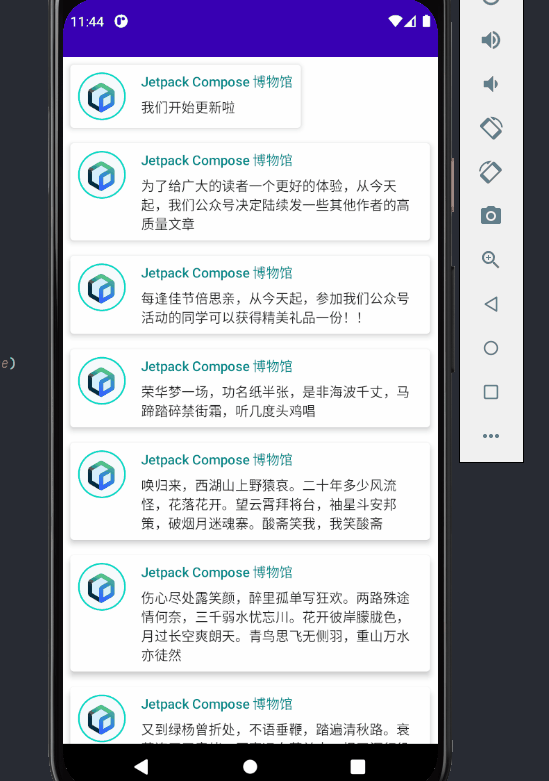 11:44
Jetpack Compose 博物馆
我们开始更新啦
Jetpack Compose 博物馆
为了给广大的读者一个更好的体验，从今天
起，我们公众号决定陆续发一些其他作者的高
质量文章
Jetpack Compose 博物馆
每逢佳节倍思亲，从今天起，参加我们公众号
活动的同学可以获得精美礼品一份！！
e)
Jetpack Compose 博物馆
荣华梦一场，功名纸半张，是非海波千丈，马
蹄踏碎禁街霜，听几度头鸡唱
Jetpack Compose 博物馆
唤归来，西湖山上野猿哀。二十年多少风流
怪，花落花开。望云霄拜将台，袖星斗安邦
策，破烟月迷魂寨。酸斋笑我，我笑酸斋
Jetpack Compose 博物馆
伤心尽处露笑颜，醉里孤单写狂欢。两路殊途
情何奈，三千弱水忧忘川。花开彼岸朦胧色，
月过长空爽朗天。青鸟思飞无侧羽，重山万水
亦徒然
Jetpack Compose 博物馆
又到绿杨曾折处，不语垂鞭，踏遍清秋路。衰